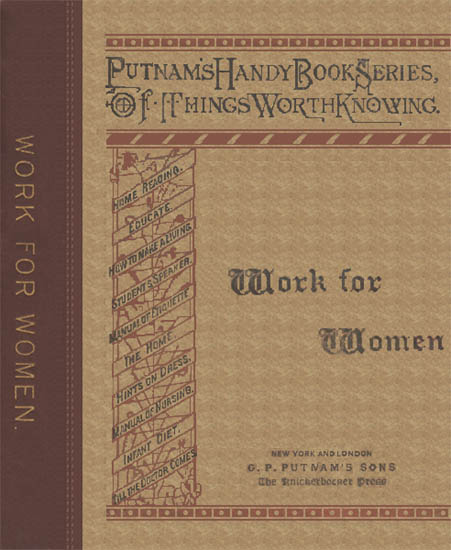 WORK FOR WOMEN.
PUTNAM'S HANDY BOOK SERIES,
OF THINGS WORTH KNOWING.
HOME READING.
EDUCATE.
HOW TO MAKE A LIVING.
STUDENT'S SPEAKER.
MANUAL OF ETIQUETTE
THE HOME.
HINTS ON DRESS.
MANUAL OF NURSING.
INFANT DIET.
TILL THE DOCTOR COMES
Work for
Women
NEW YORK AND LONDON
G. P. PUTNAM'S SONS
The Knickerbocker Press